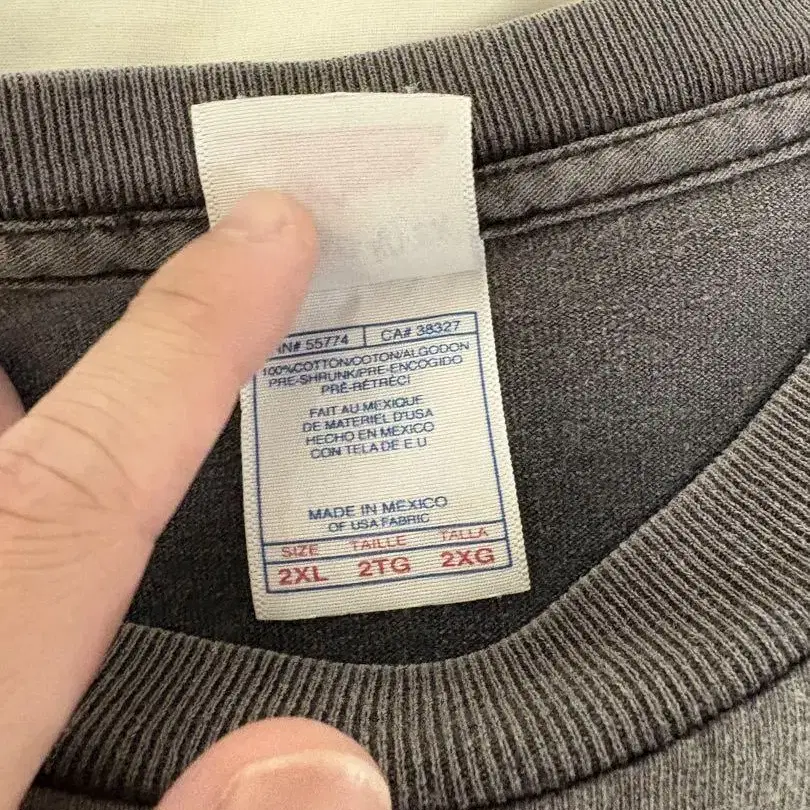 N# 55774 CA# 38327
100%COTTON/COTON/ALGODON
PRE-SHRUNK/PRE-ENCOGIDO
PRÉ-RÉTRÉCI
FAIT AU MEXIQUE
DE MATERIEL D'USA
HECHO EN MEXICO
CON TELA DE E.U
MADE IN MEXICO
OF USA FABRIC
SIZE TAILLE TALLA
2XL 2TG 2XG